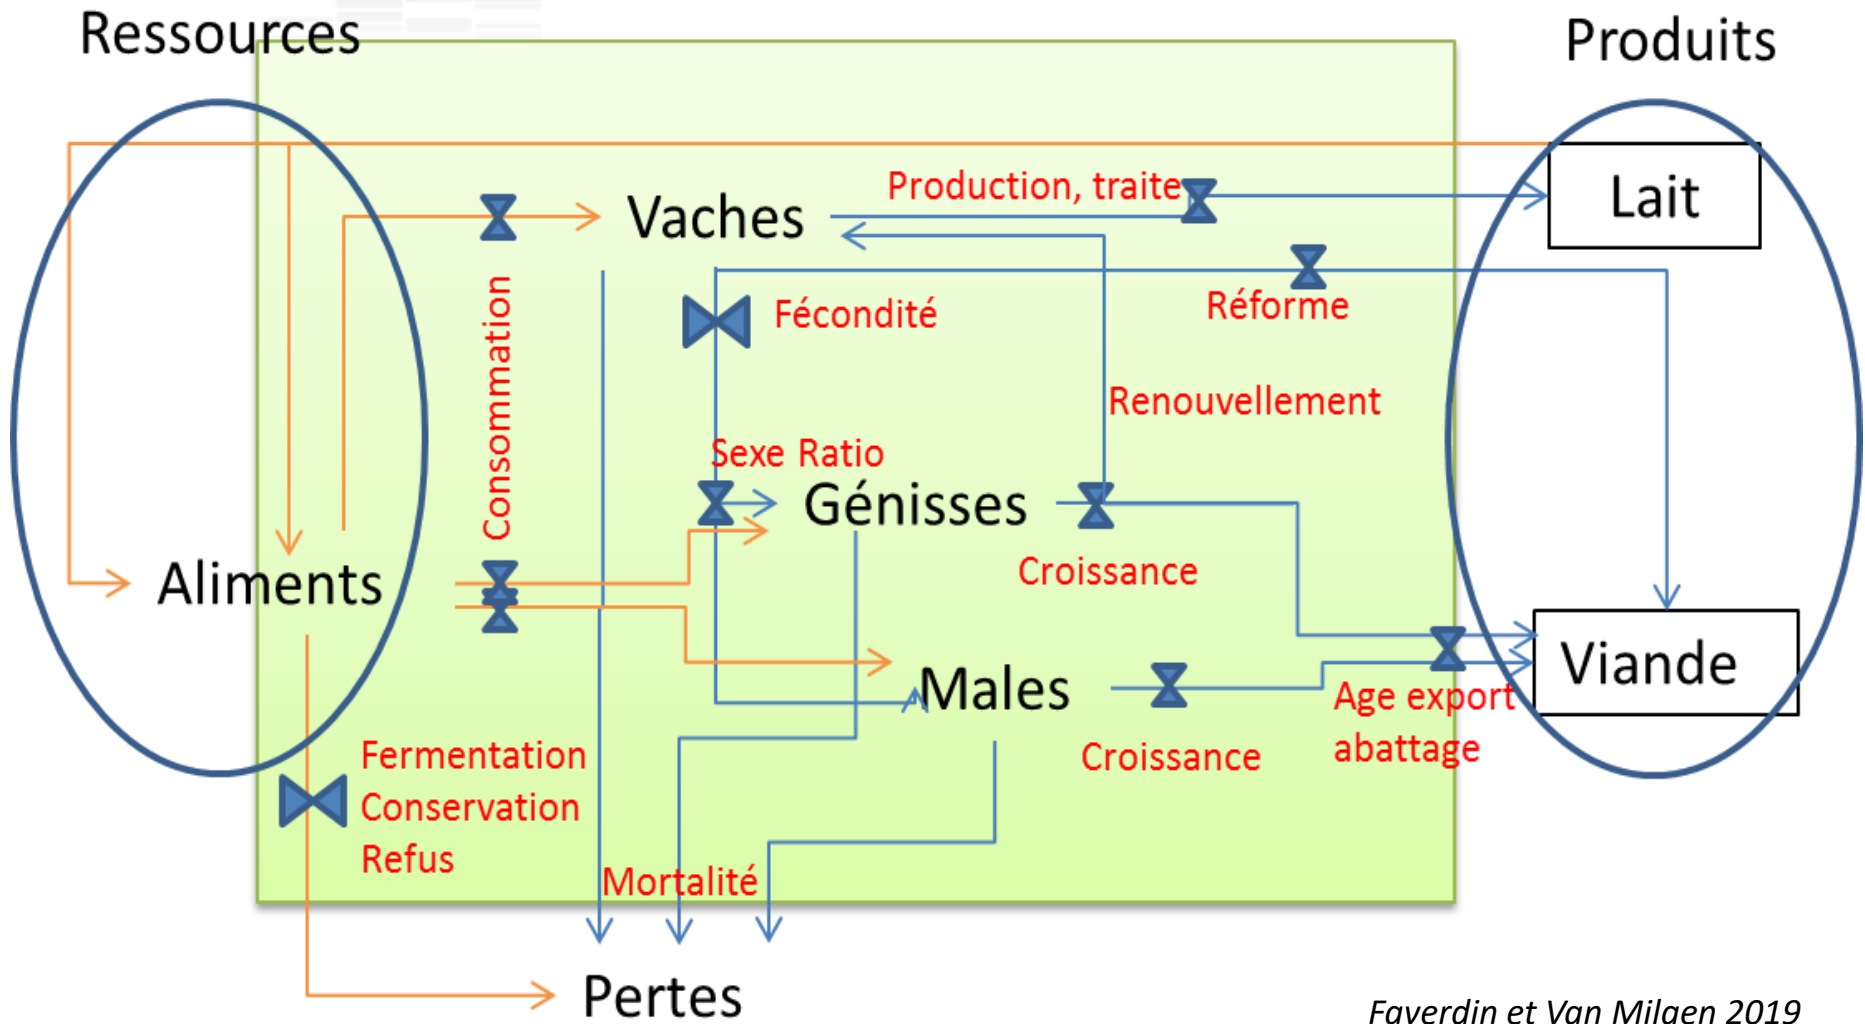 Ressources
Produits
Production, traite
Vaches
Lait
Fécondité
Réforme
Consommation
Renouvellement
Sexe Ratio
Génisses
Croissance
Aliments
Males
Viande
Age export
abattage
Croissance
Fermentation
Conservation
Refus
Mortalité
Pertes
Faverdin et Van Milgen 2019